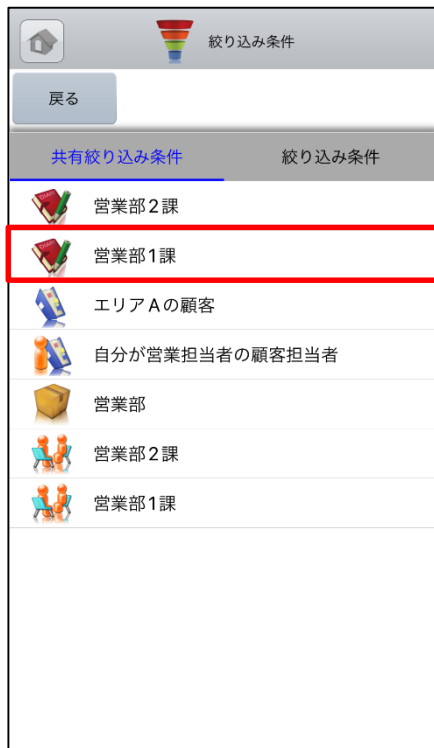 絞り込み条件
戻る
共有絞り込み条件
絞り込み条件
営業部2課
営業部1課
エリアAの顧客
自分が営業担当者の顧客担当者
営業部
営業部2課
営業部1課